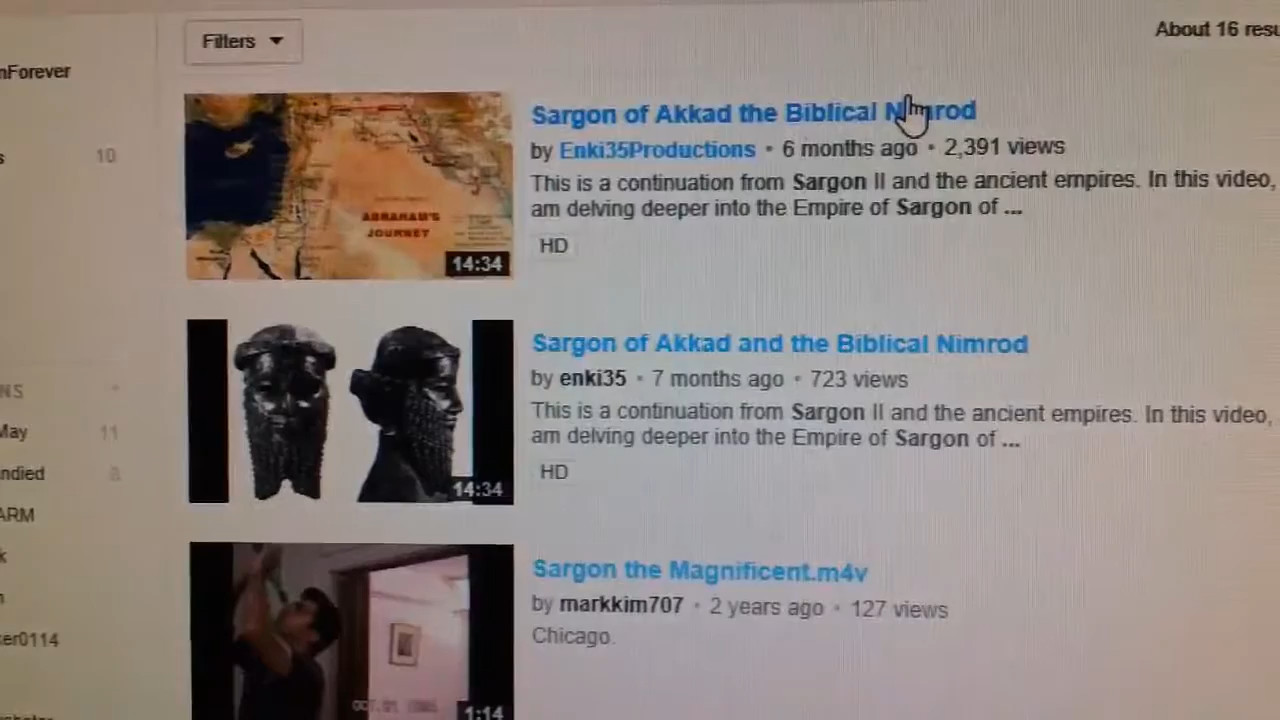 Filters
About 16 resu
nForever
s 10
Sargon of Akkad the Biblical Nimrod
by Enki35Productions • 6 months ago • 2,391 views
This is a continuation from Sargon II and the ancient empires. In this video,
am delving deeper into the Empire of Sargon of ...
HD
ABRAHAM'S
JOURNEY
14:34
Sargon of Akkad and the Biblical Nimrod
by enki35 • 7 months ago • 723 views
This is a continuation from Sargon II and the ancient empires. In this video,
am delving deeper into the Empire of Sargon of ...
HD
14:34
NS
May 11
ndied
ARM
k
er0114
Sargon the Magnificent.m4v
by markkim707 • 2 years ago • 127 views
Chicago.
1:14